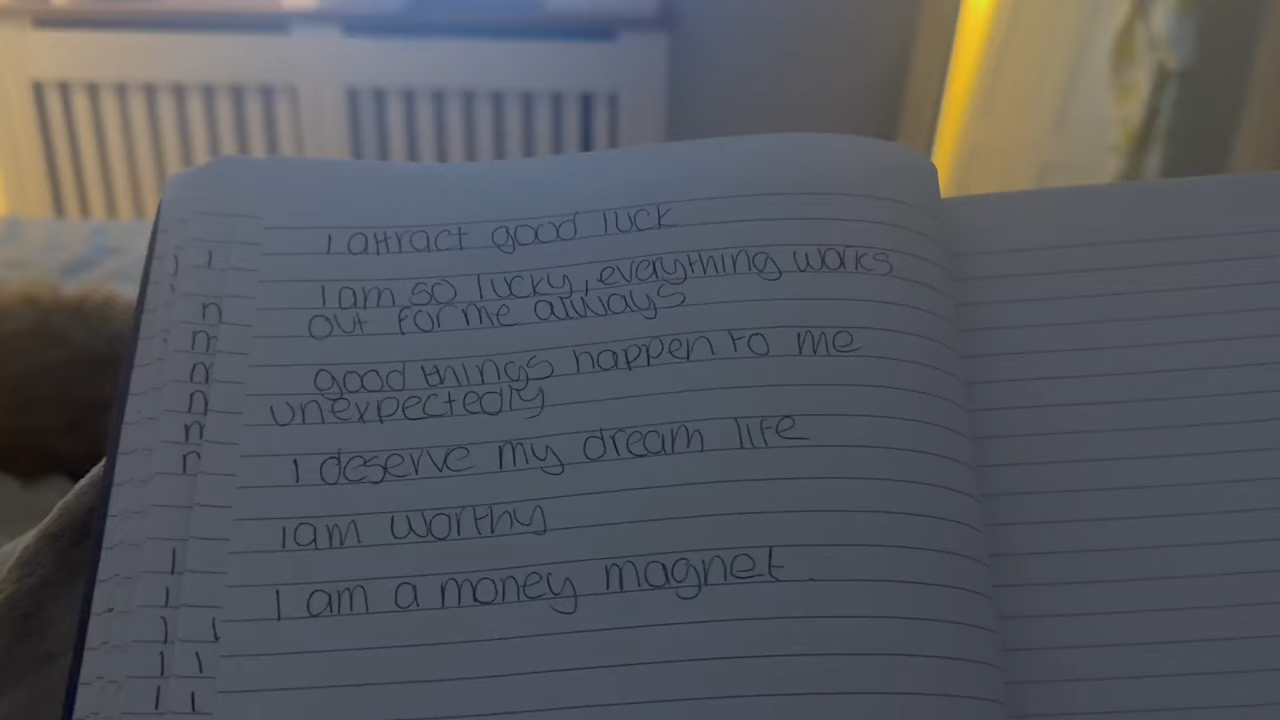 I attract good luck
I am so lucky, everything works
out for me always
good things happen to me
unexpectedly
I deserve my dream life
I am worthy
I am a money magnet